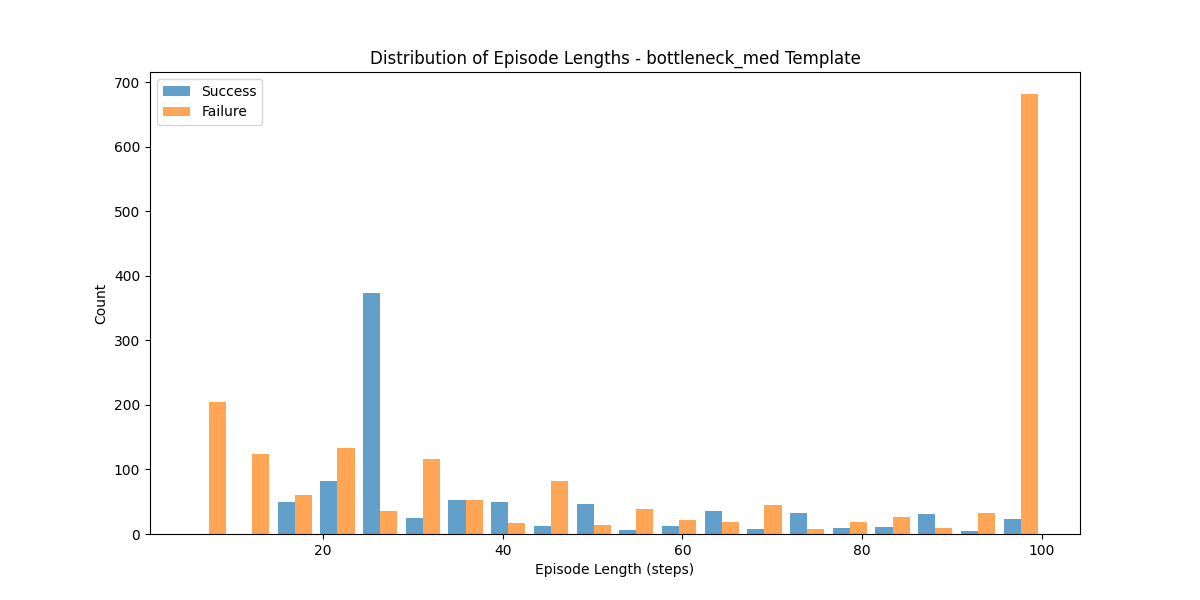 Distribution of Episode Lengths - bottleneck_med Template
Success
Failure
700
600
500
400
300
200
100
0
Count
20
40
60
80
100
Episode Length (steps)